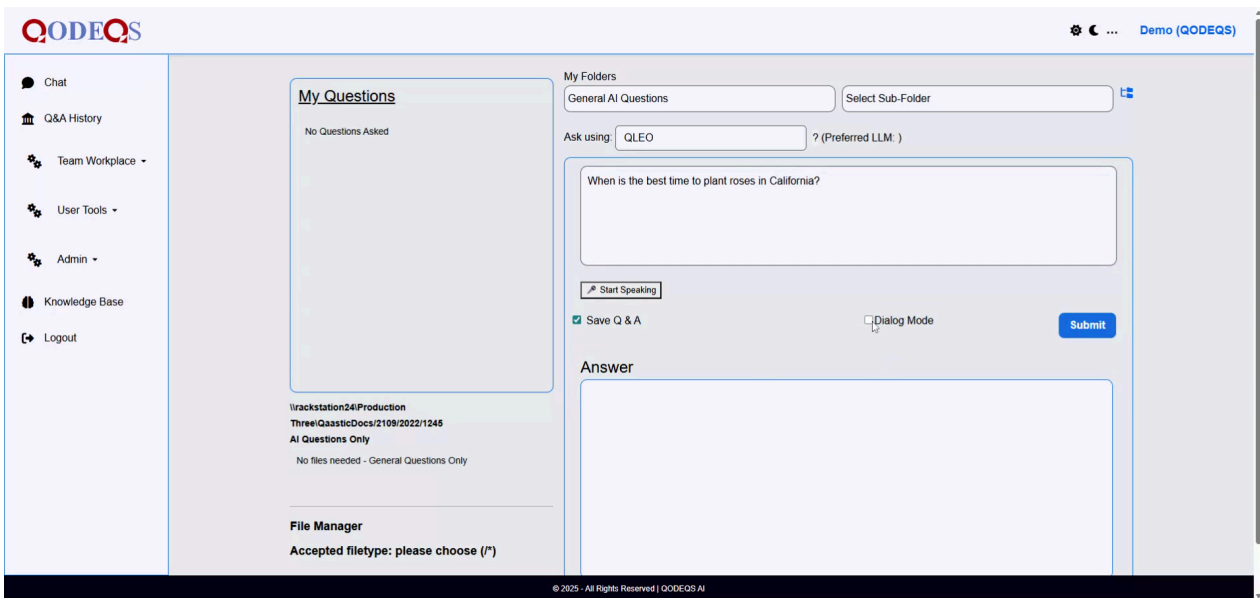 QODEQS
... Demo (QODEQS)
Chat
Q&A History
Team Workplace
User Tools
Admin
Knowledge Base
Logout
My Questions
No Questions Asked
\\rackstation24\Production
Three\QaasticDocs/2109/2022/1245
AI Questions Only
No files needed - General Questions Only
File Manager
Accepted filetype: please choose (/*)
My Folders
General AI Questions Select Sub-Folder
Ask using: QLEO ? (Preferred LLM: )
When is the best time to plant roses in California?
Start Speaking
Save Q & A Dialog Mode Submit
Answer
© 2025 - All Rights Reserved | QODEQS AI